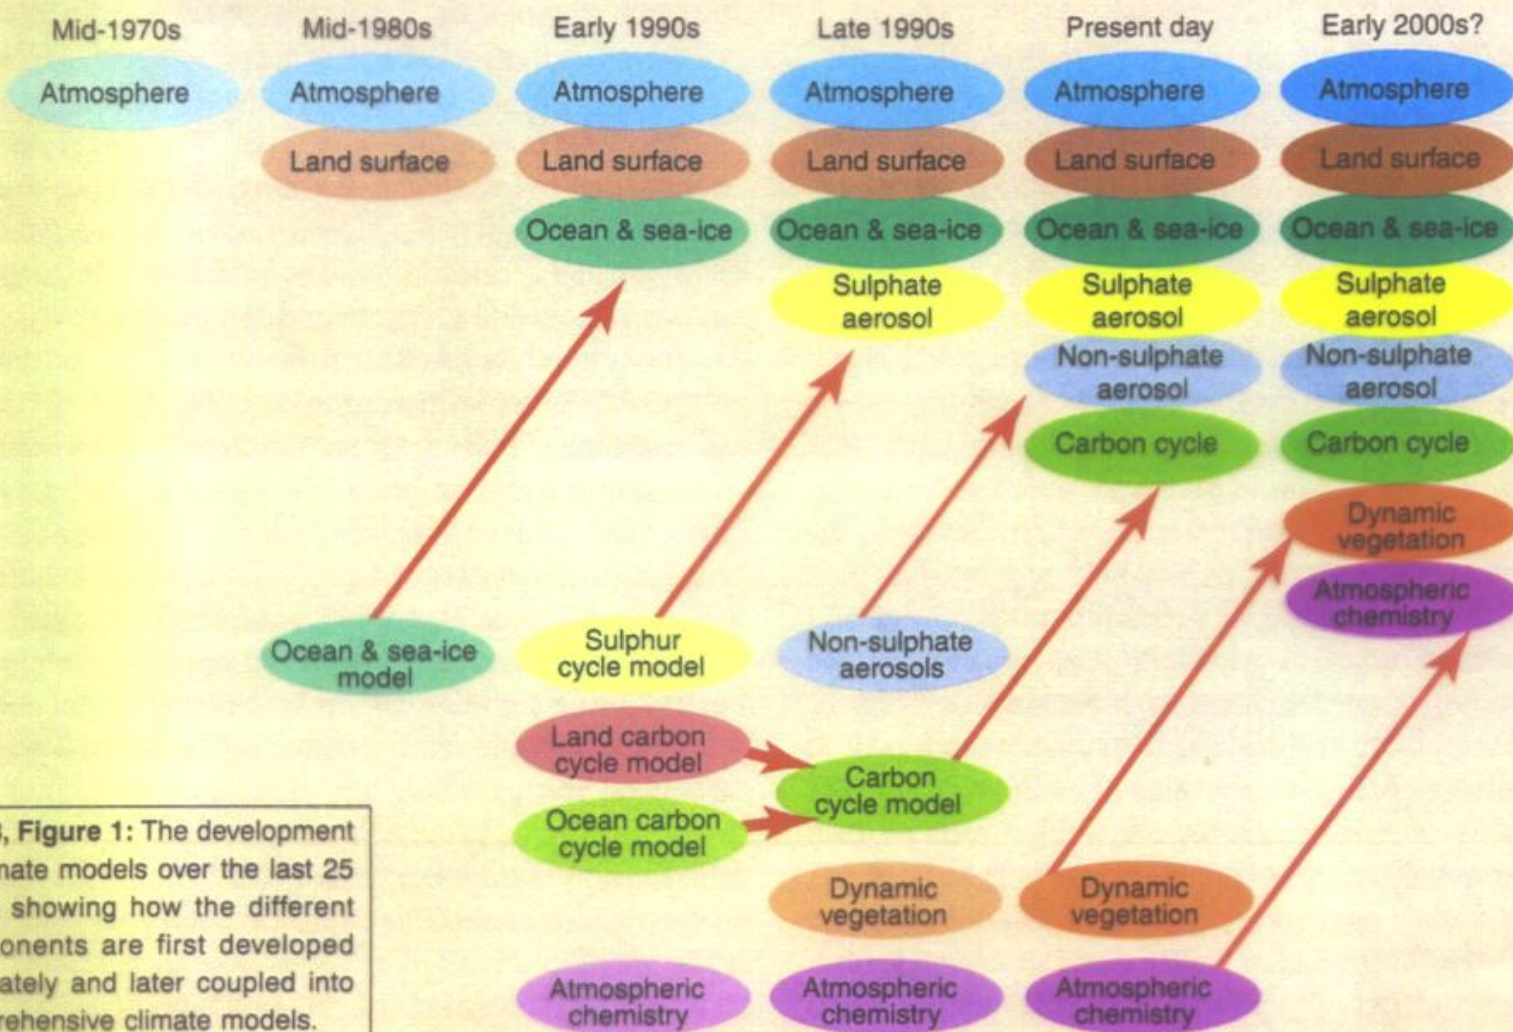 Mid-1970s
Mid-1980s
Early 1990s
Late 1990s
Present day
Early 2000s?
Atmosphere
Atmosphere
Atmosphere
Atmosphere
Atmosphere
Atmosphere
Land surface
Land surface
Land surface
Land surface
Land surface
Ocean & sea-ice
Ocean & sea-ice
Ocean & sea-ice
Ocean & sea-ice
Sulphate
aerosol
Sulphate
aerosol
Sulphate
aerosol
Non-sulphate
aerosol
Non-sulphate
aerosol
Carbon cycle
Carbon cycle
Dynamic
vegetation
Atmospheric
chemistry
Ocean & sea-ice
model
Sulphur
cycle model
Non-sulphate
aerosols
Land carbon
cycle model
Carbon
cycle model
Ocean carbon
cycle model
Dynamic
vegetation
Dynamic
vegetation
Atmospheric
chemistry
Atmospheric
chemistry
Atmospheric
chemistry
3, Figure 1: The development
mate models over the last 25
showing how the different
onents are first developed
ately and later coupled into
rehensive climate models.